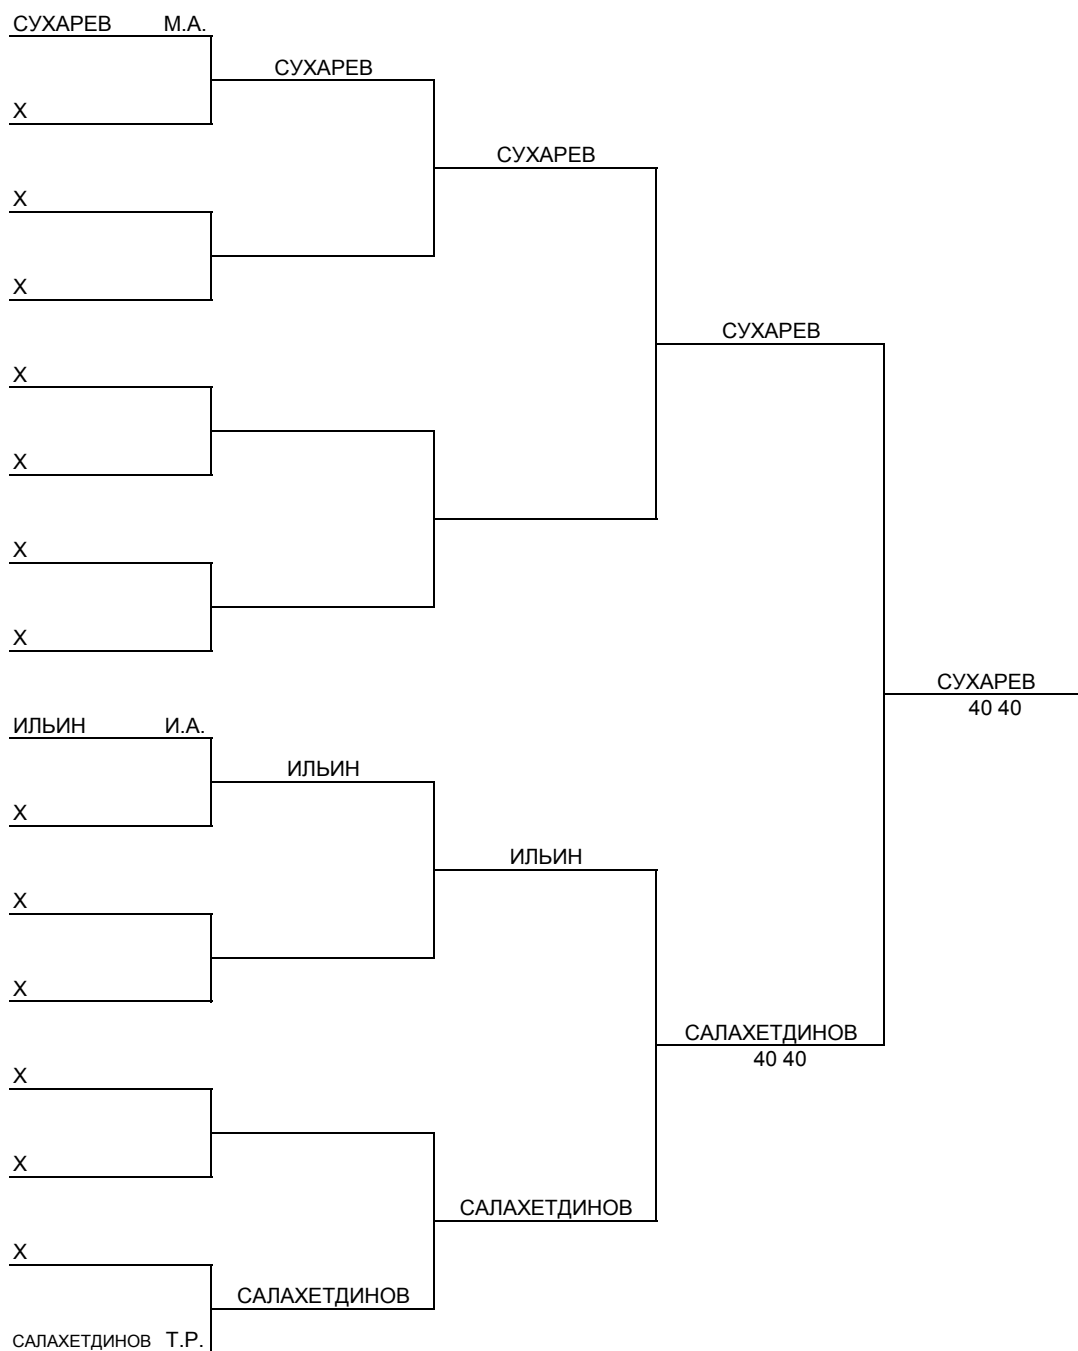 СУХАРЕВ М.А.
СУХАРЕВ
Х
СУХАРЕВ
Х
Х
СУХАРЕВ
Х
Х
Х
Х
СУХАРЕВ
40 40
ИЛЬИН И.А.
ИЛЬИН
Х
ИЛЬИН
Х
Х
САЛАХЕТДИНОВ
40 40
Х
Х
САЛАХЕТДИНОВ
Х
САЛАХЕТДИНОВ
САЛАХЕТДИНОВ Т.Р.